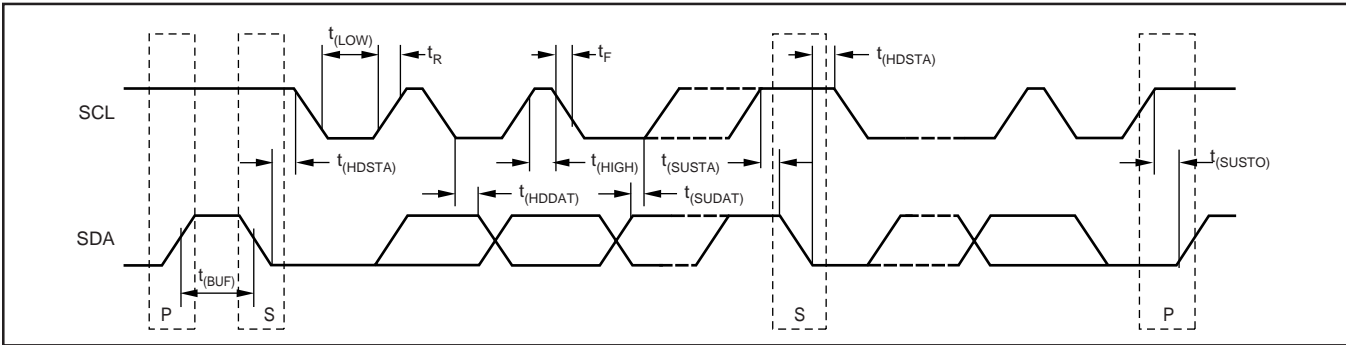 t(LOW)
tR
tF
t(HDSTA)
SCL
t(HDSTA)
t(HIGH)
t(SUSTA)
t(SUSTO)
t(HDDAT)
t(SUDAT)
SDA
t(BUF)
P
S
S
P